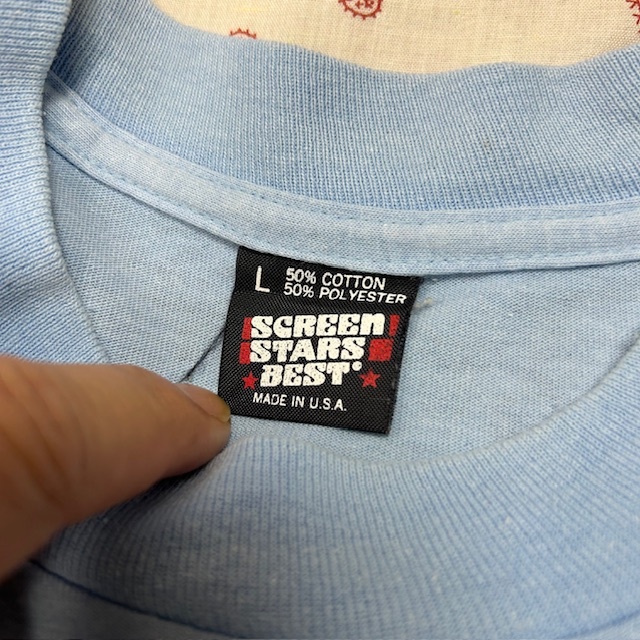 L 50% COTTON
50% POLYESTER
SCREEN
STARS
BEST®
MADE IN U.S.A.